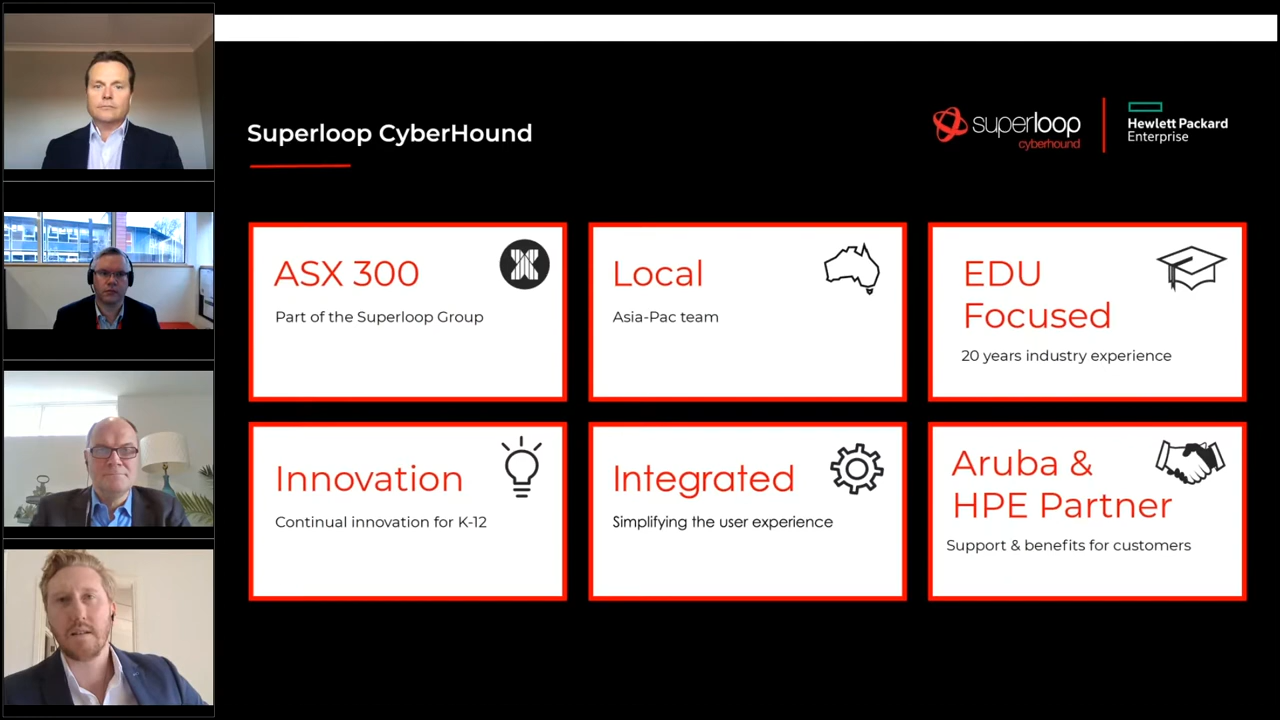 Superloop CyberHound
superloop
cyberhound
Hewlett Packard
Enterprise
ASX 300
Part of the Superloop Group
Local
Asia-Pac team
EDU
Focused
20 years industry experience
Innovation
Continual innovation for K-12
Integrated
Simplifying the user experience
Aruba &
HPE Partner
Support & benefits for customers